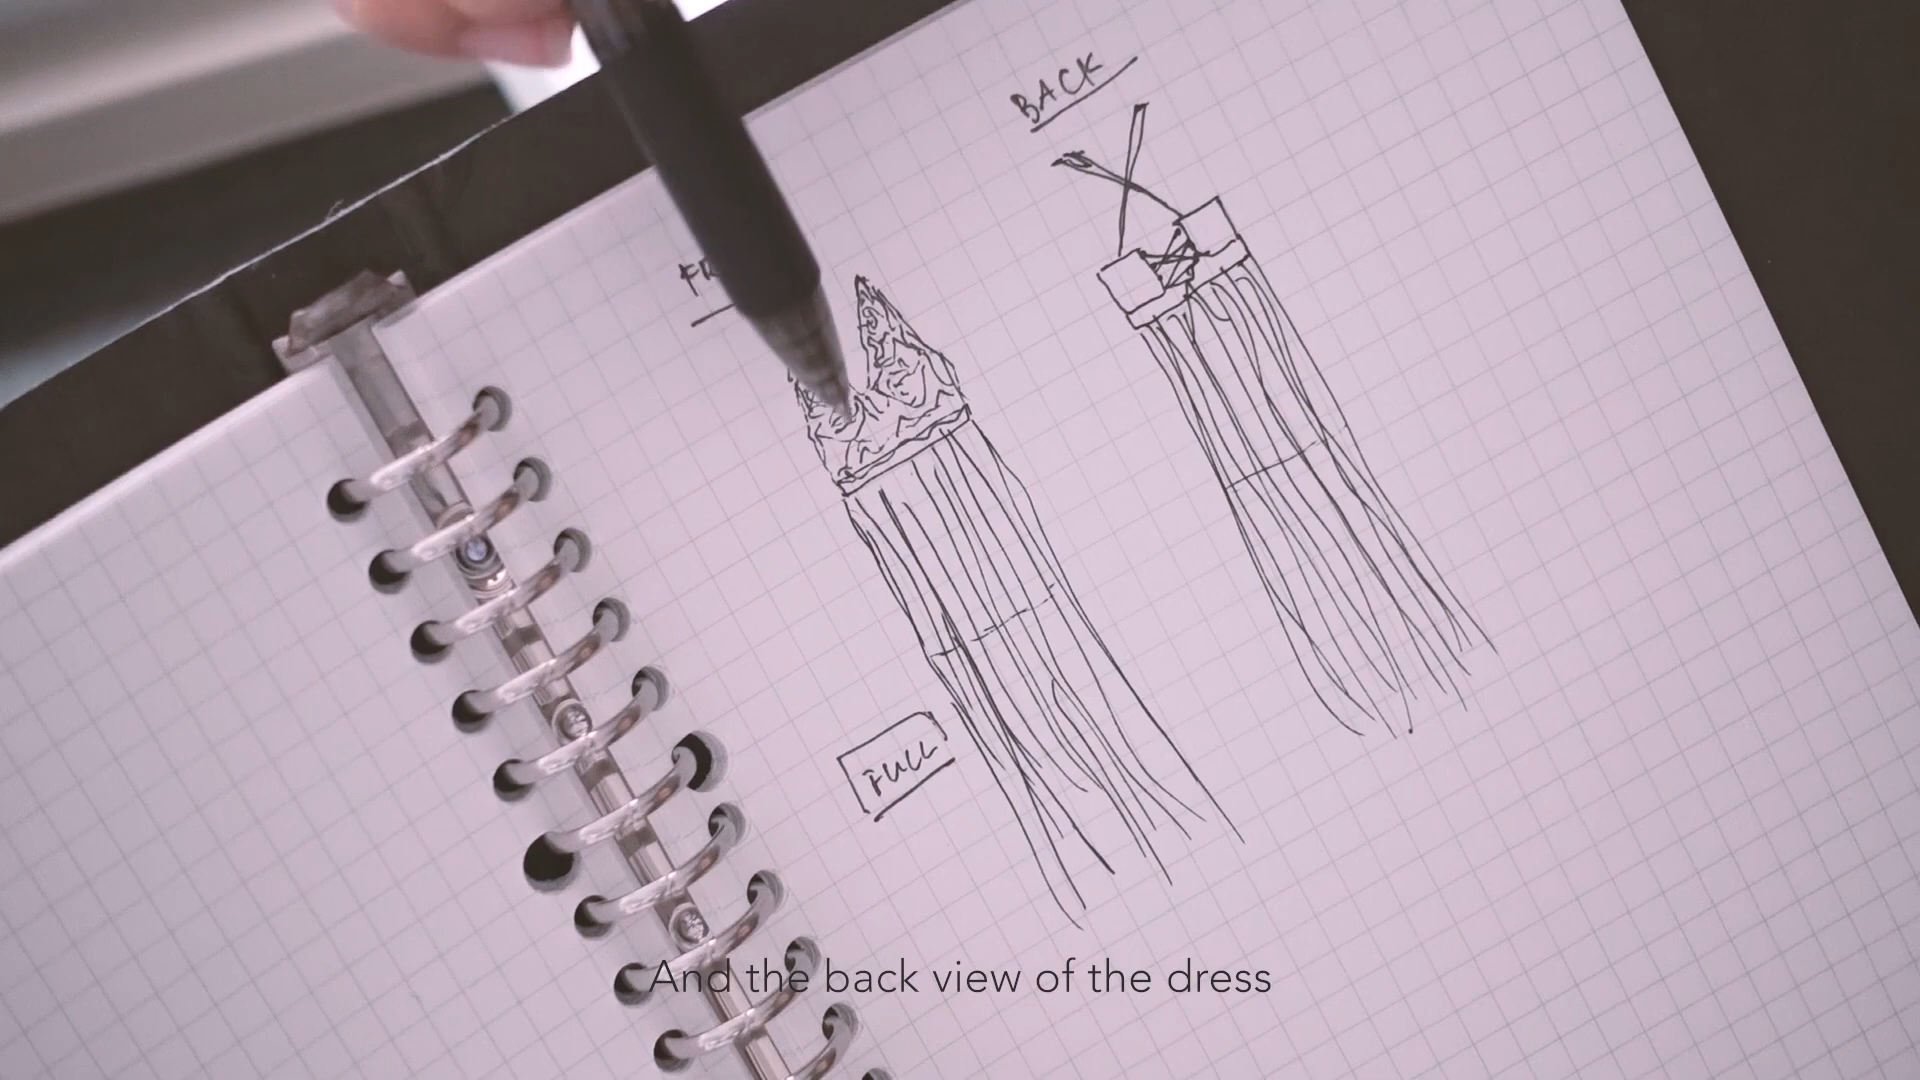 BACK
FULL
And the back view of the dress